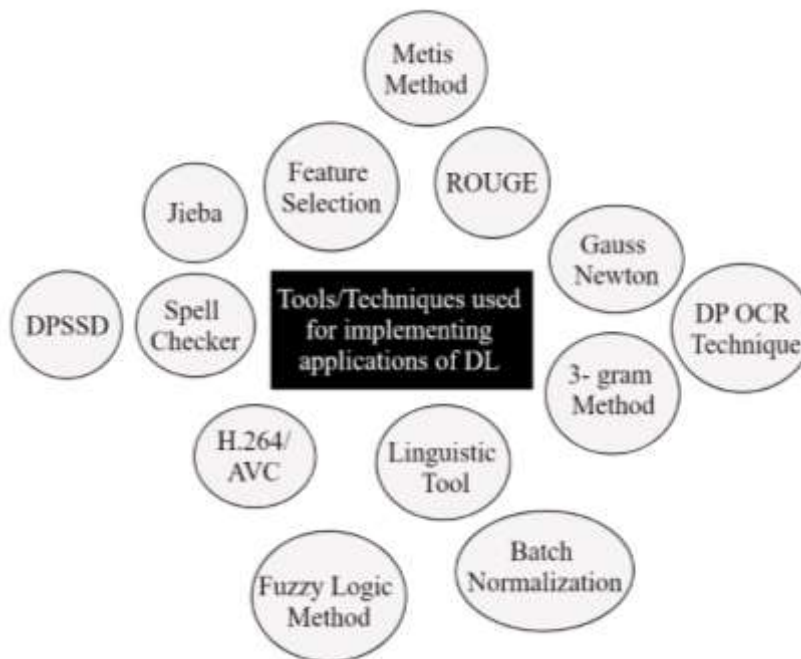 Metis
Method
Feature
Selection
ROUGE
Jieba
Gauss
Newton
DPSSD
Spell
Checker
Tools/Techniques used
for implementing
applications of DL
DP OCR
Technique
3- gram
Method
H.264/
AVC
Linguistic
Tool
Batch
Normalization
Fuzzy Logic
Method